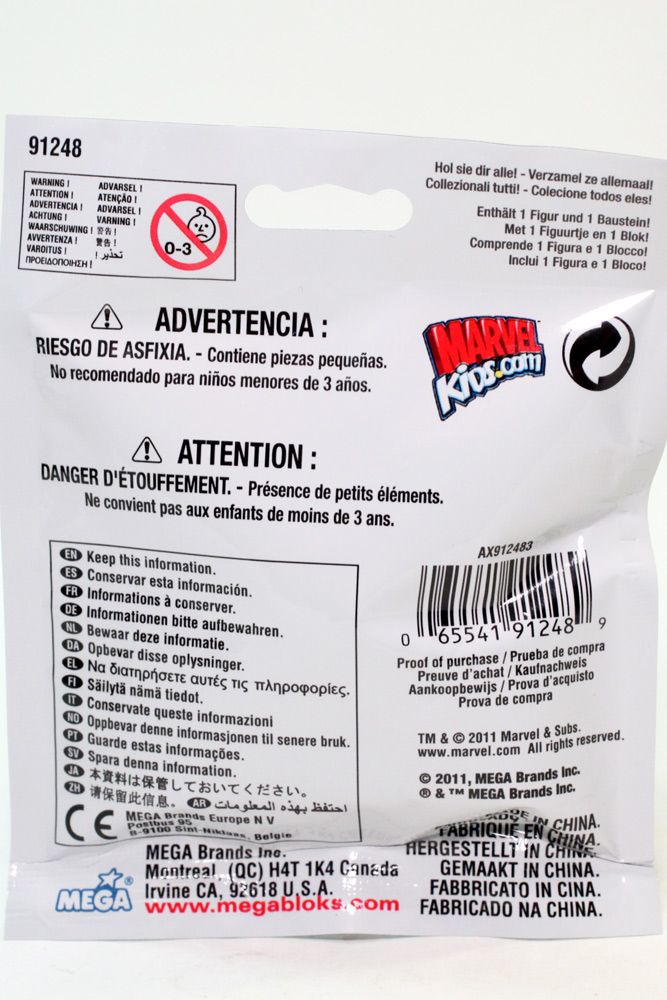 91248
WARNING !
ATTENTION !
ADVERTENCIA !
ACHTUNG !
WAARSCHUWING !
AVVERTENZA !
VAROITUS !
ΠΡΟΕΙΔΟΠΟΙΗΣΗ !
ADVARSEL !
ATENÇÃO !
ADVARSEL !
VARNING !
警告!
警告!
تحذير !
0-3
Hol sie dir alle! - Verzamel ze allemaal!
Collezionali tutti! - Colecione todos eles!
Enthält 1 Figur und 1 Baustein!
Met 1 Figuurtje en 1 Blok!
Comprende 1 Figura e 1 Blocco!
Inclui 1 Figura e 1 Bloco!
ADVERTENCIA :
RIESGO DE ASFIXIA. - Contiene piezas pequeñas.
No recomendado para niños menores de 3 años.
MARVEL
Kids.com
ATTENTION :
DANGER D'ÉTOUFFEMENT. - Présence de petits éléments.
Ne convient pas aux enfants de moins de 3 ans.
EN Keep this information.
ES Conservar esta información.
FR Informations à conserver.
DE Informationen bitte aufbewahren.
NL Bewaar deze informatie.
DA Opbevar disse oplysninger.
EL Να διατηρήσετε αυτές τις πληροφορίες.
FI Säilytä nämä tiedot.
IT Conservate queste informazioni
NO Oppbevar denne informasjonen til senere bruk.
PT Guarde estas informações.
SV Spara denna information.
JA 本資料は保管しておいてください。
ZH 请保留此信息。 AR احتفظ بهذه المعلومات
CE MEGA Brands Europe N V
Postbus 95
B-9100 Sint-Niklaas, Belgie
AX912483
0 65541 91248 9
Proof of purchase / Prueba de compra
Preuve d'achat / Kaufnachweis
Aankoopbewijs / Prova d'acquisto
Prova de compra
TM & © 2011 Marvel & Subs.
www.marvel.com All rights reserved.
© 2011, MEGA Brands Inc.
® & ™ MEGA Brands Inc.
MADE IN CHINA.
FABRIQUÉ EN CHINE.
HERGESTELLT IN CHINA.
GEMAAKT IN CHINA.
FABBRICATO IN CINA.
FABRICADO NA CHINA.
MEGA®
MEGA Brands Inc.
Montreal (QC) H4T 1K4 Canada
Irvine CA, 92618 U.S.A.
www.megabloks.com